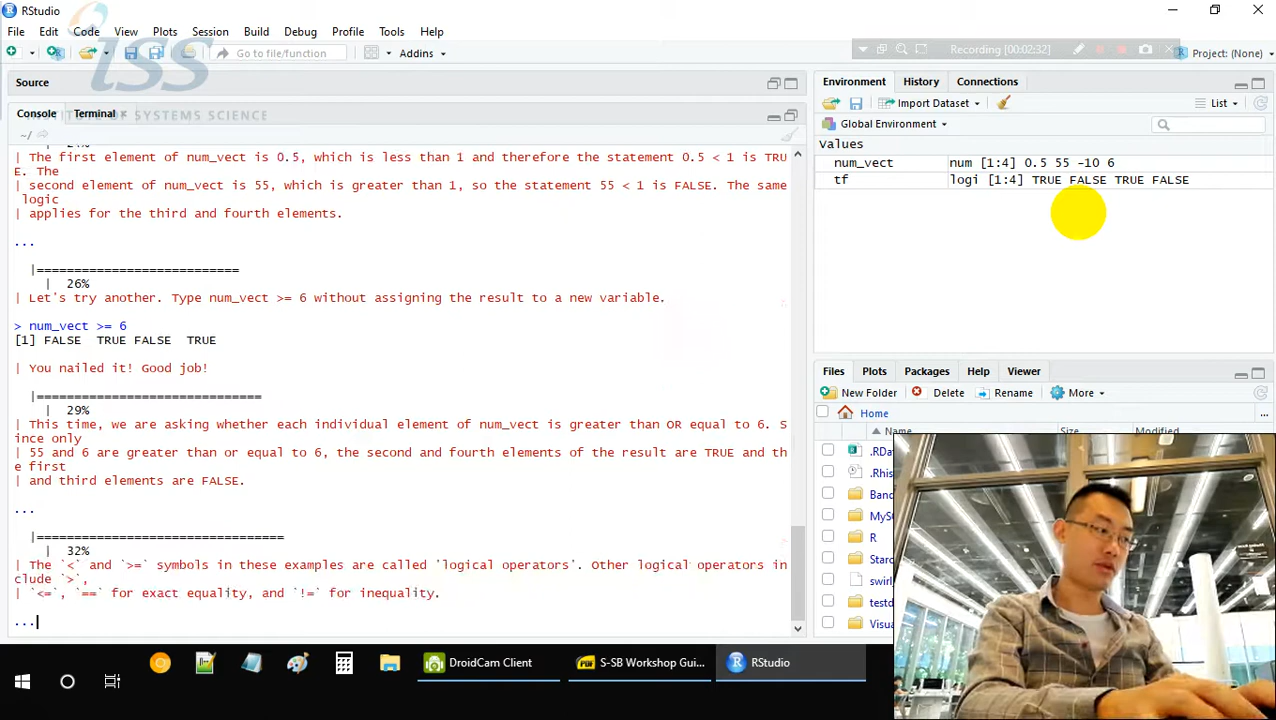 RStudio
File Edit Code View Plots Session Build Debug Profile Tools Help
Go to file/function
Addins
Recording [00:02:32]
Project: (None)
iss
Source
Console Terminal
SYSTEMS SCIENCE
~/
| The first element of num_vect is 0.5, which is less than 1 and therefore the statement 0.5 < 1 is TRU
E. The
| second element of num_vect is 55, which is greater than 1, so the statement 55 < 1 is FALSE. The same
logic
| applies for the third and fourth elements.
...
|===========================
| 26%
| Let's try another. Type num_vect >= 6 without assigning the result to a new variable.
> num_vect >= 6
[1] FALSE TRUE FALSE TRUE
| You nailed it! Good job!
|==============================
| 29%
| This time, we are asking whether each individual element of num_vect is greater than OR equal to 6. S
ince only
| 55 and 6 are greater than or equal to 6, the second and fourth elements of the result are TRUE and th
e first
| and third elements are FALSE.
...
|=================================
| 32%
| The `<` and `>=` symbols in these examples are called `logical operators`. Other logical operators in
clude `>`,
| `<=`, `==` for exact equality, and `!=` for inequality.
...
Environment History Connections
Import Dataset
List
Global Environment
Values
num_vect num [1:4] 0.5 55 -10 6
tf logi [1:4] TRUE FALSE TRUE FALSE
Files Plots Packages Help Viewer
New Folder Delete Rename More
Home
...
Name Size Modified
.RDa
.Rhis
Band
MyS
R
Starc
swirl
testd
Visua
DroidCam Client
S-SB Workshop Gui...
RStudio